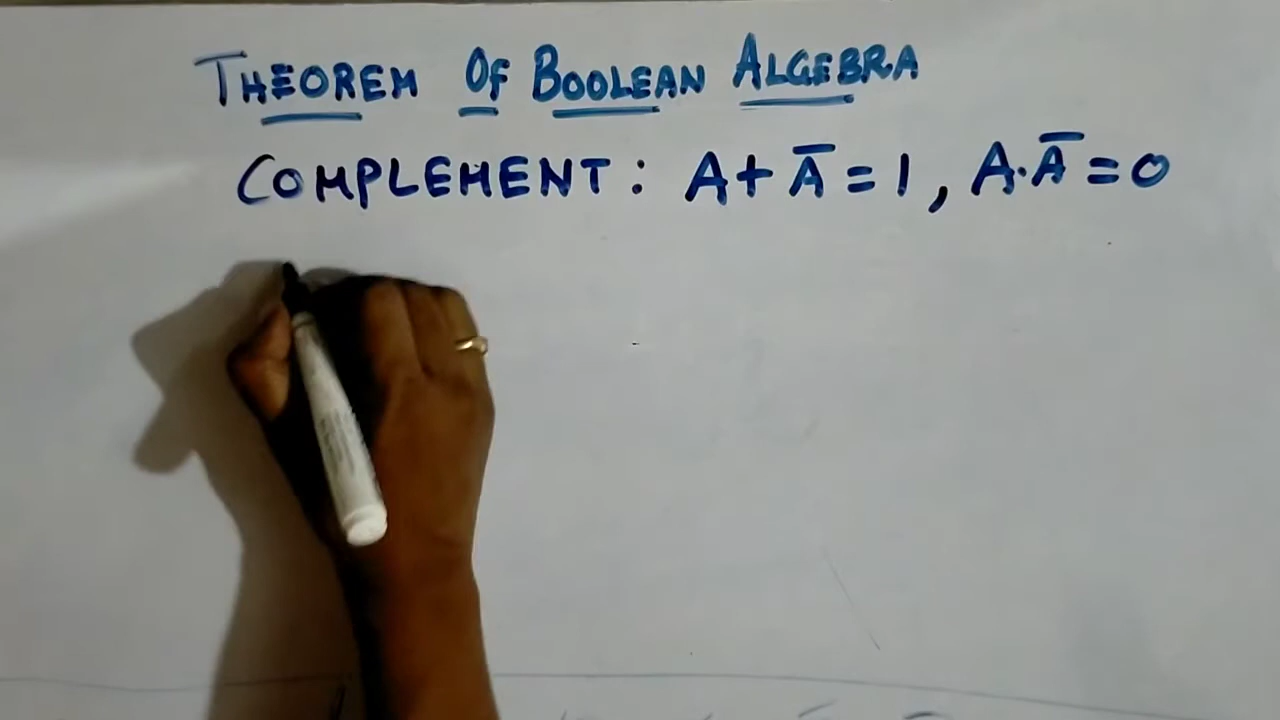 THEOREM OF BOOLEAN ALGEBRA
COMPLEMENT: A + A̅ = 1, A·A̅ = 0